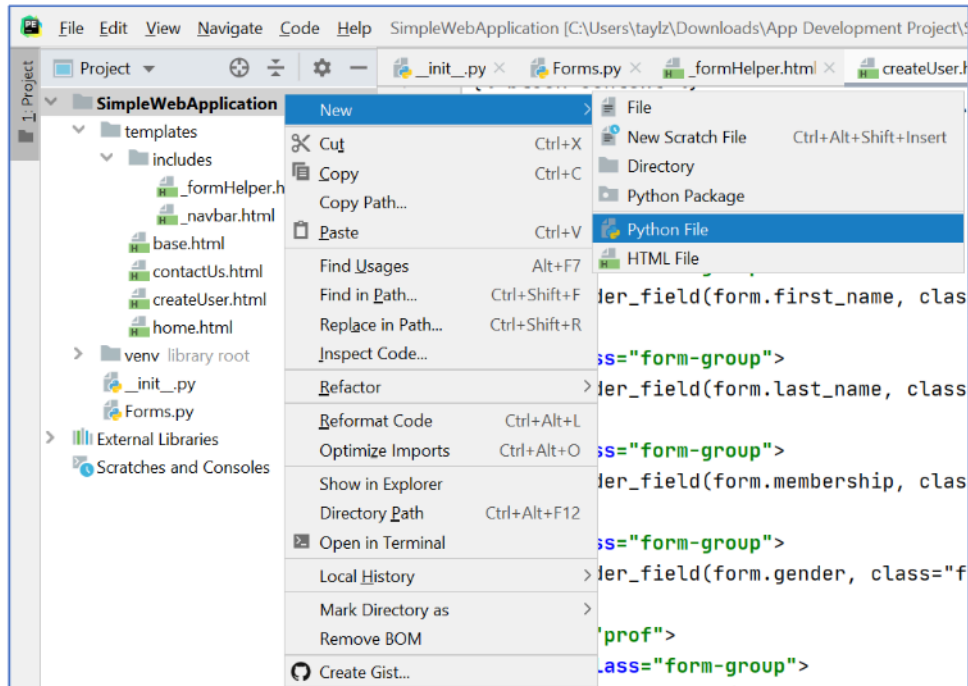 PE File Edit View Navigate Code Help SimpleWebApplication [C:\Users\taylz\Downloads\App Development Project\
1: Project
Project
__init__.py
Forms.py
_formHelper.html
createUser.
SimpleWebApplication
templates
includes
_formHelper.h
_navbar.html
base.html
contactUs.html
createUser.html
home.html
venv library root
__init__.py
Forms.py
External Libraries
Scratches and Consoles
New
Cut Ctrl+X
Copy Ctrl+C
Copy Path...
Paste Ctrl+V
Find Usages Alt+F7
Find in Path... Ctrl+Shift+F
Replace in Path... Ctrl+Shift+R
Inspect Code...
Refactor
Reformat Code Ctrl+Alt+L
Optimize Imports Ctrl+Alt+O
Show in Explorer
Directory Path Ctrl+Alt+F12
Open in Terminal
Local History
Mark Directory as
Remove BOM
Create Gist...
File
New Scratch File Ctrl+Alt+Shift+Insert
Directory
Python Package
Python File
HTML File
der_field(form.first_name, clas
ss="form-group">
der_field(form.last_name, class
ss="form-group">
der_field(form.membership, clas
ss="form-group">
der_field(form.gender, class="f
"prof">
lass="form-group">